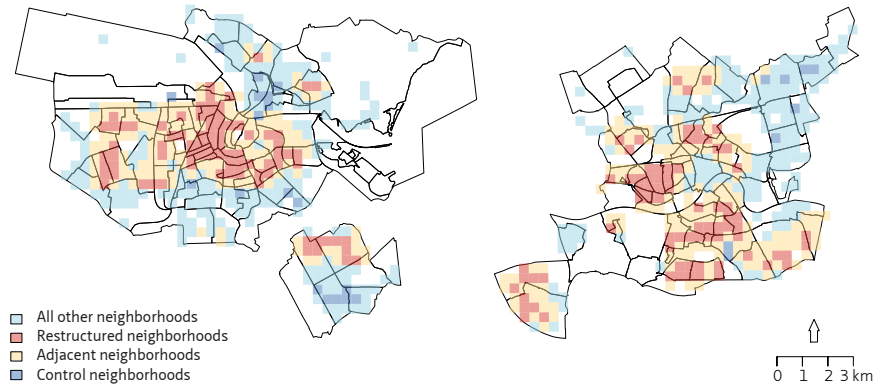 All other neighborhoods
Restructured neighborhoods
Adjacent neighborhoods
Control neighborhoods
0 1 2 3 km